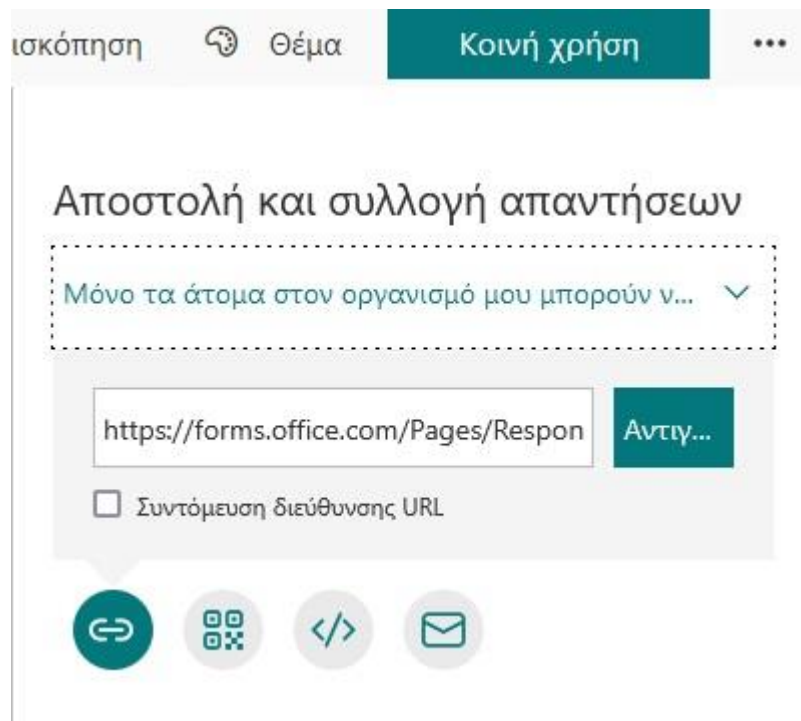 ισκόπηση Θέμα Κοινή χρήση ...
Αποστολή και συλλογή απαντήσεων
Μόνο τα άτομα στον οργανισμό μου μπορούν ν...
https://forms.office.com/Pages/Respon Αντιγ...
Συντόμευση διεύθυνσης URL